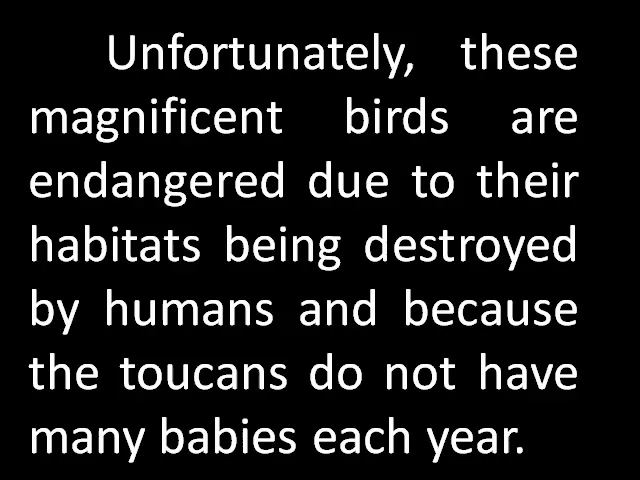 Unfortunately, these
magnificent birds are
endangered due to their
habitats being destroyed
by humans and because
the toucans do not have
many babies each year.